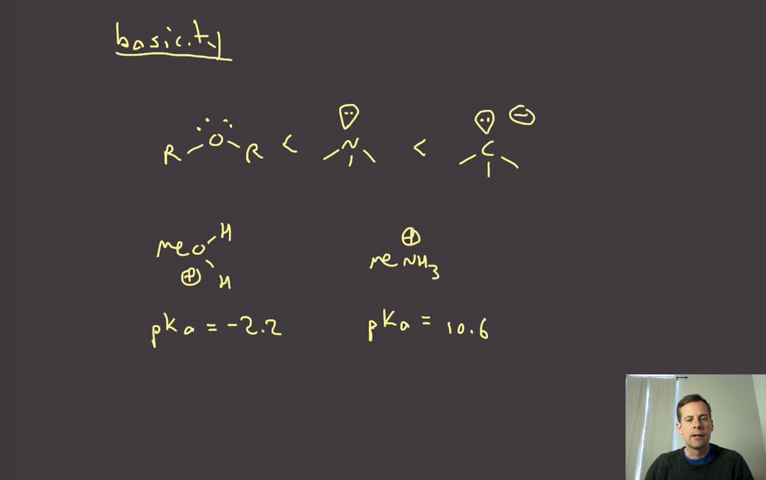 basicity
R O R < N < C ⊖
MeO H H ⊕ MeNH3 ⊕
pKa = -2.2 pKa = 10.6